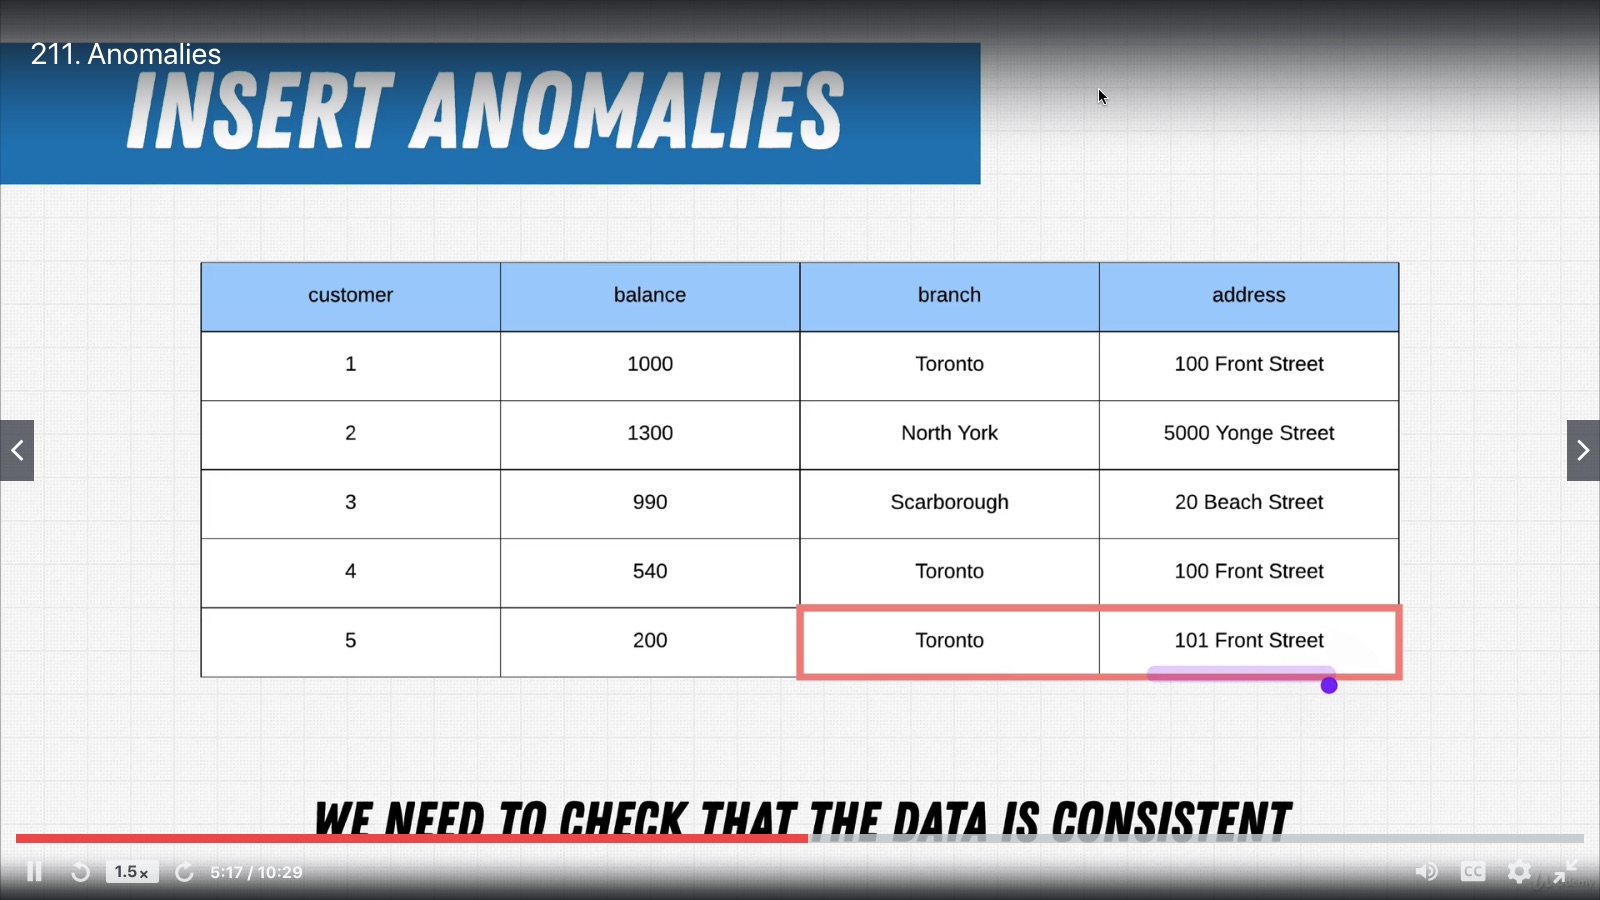 211. Anomalies
INSERT ANOMALIES
customer balance branch address
1 1000 Toronto 100 Front Street
2 1300 North York 5000 Yonge Street
3 990 Scarborough 20 Beach Street
4 540 Toronto 100 Front Street
5 200 Toronto 101 Front Street
WE NEED TO CHECK THAT THE DATA IS CONSISTENT
1.5x 5:17 / 10:29 CC